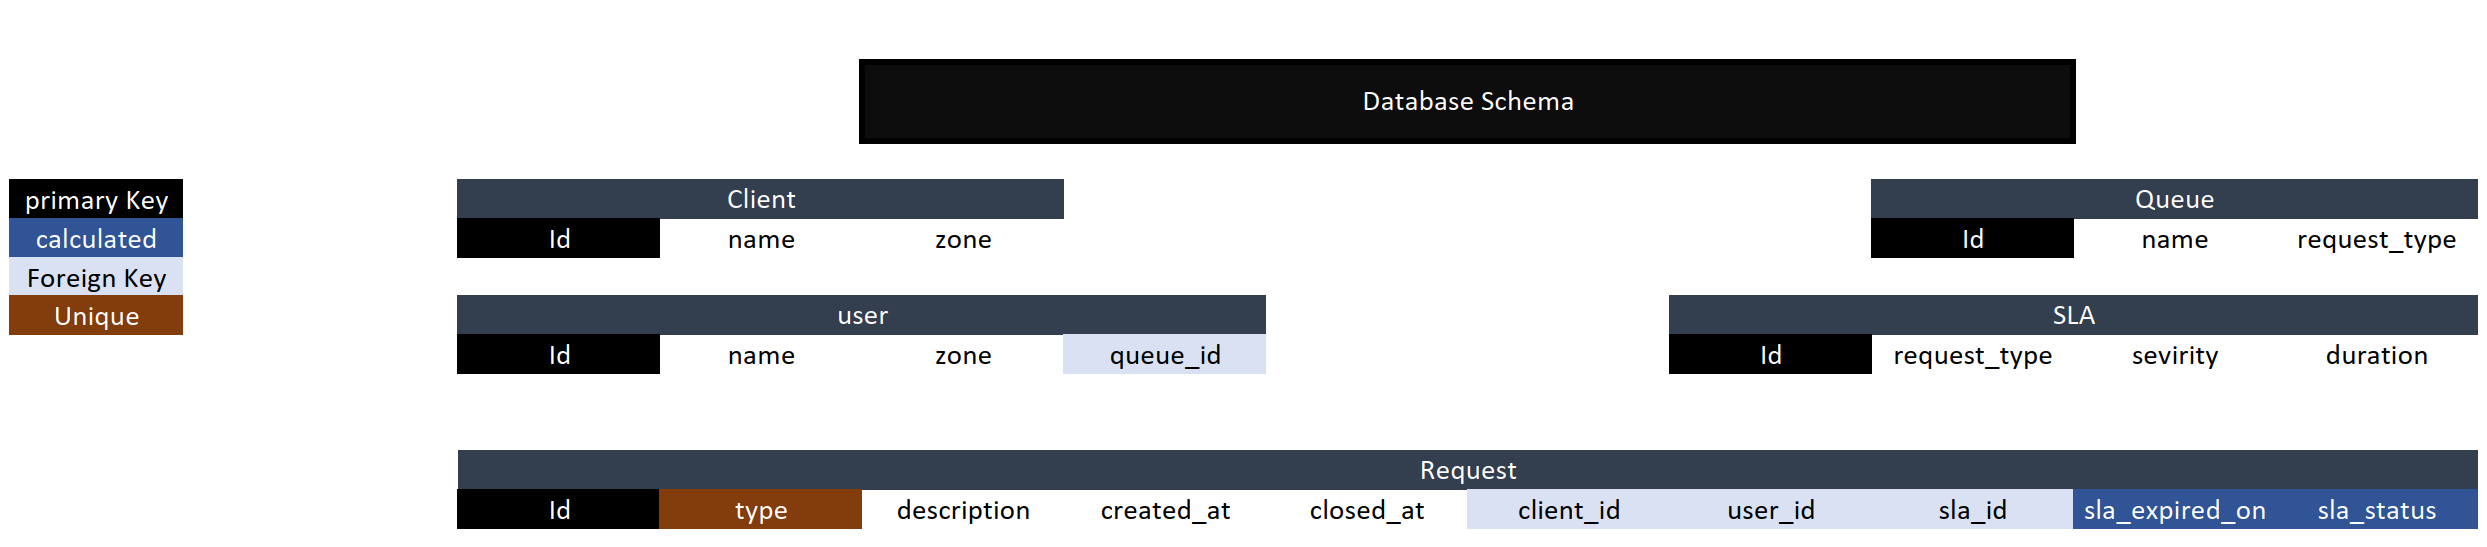 Database Schema
primary Key
calculated
Foreign Key
Unique
Client
Id name zone
Queue
Id name request_type
user
Id name zone queue_id
SLA
Id request_type sevirity duration
Request
Id type description created_at closed_at client_id user_id sla_id sla_expired_on sla_status